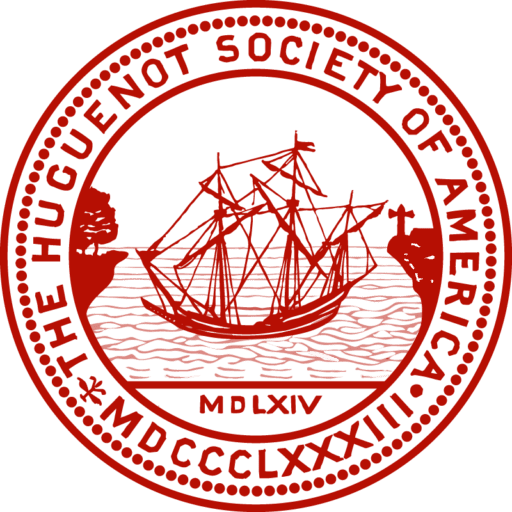 THE HUGUENOT SOCIETY OF AMERICA
MDCCCLXXXIII
MDLXIV